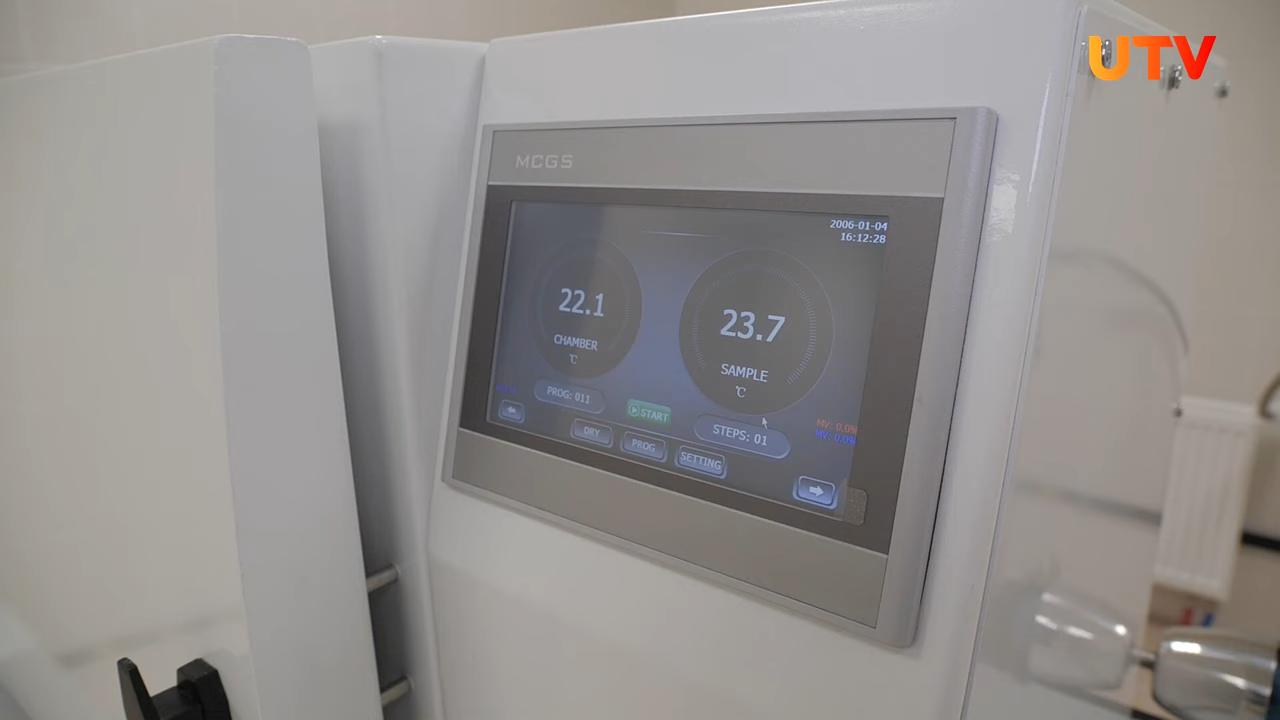 UTV
MCGS
2006-01-04
16:12:28
22.1
CHAMBER
℃
23.7
SAMPLE
℃
PROG: 011
START
STEPS: 01
MV: 0.0%
MV: 0.0%
DRY
PROG
SETTING